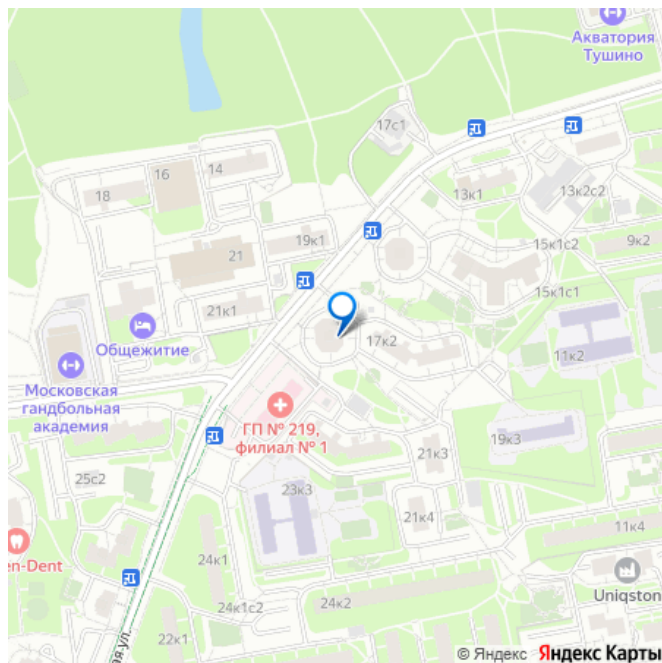 Акватория
Тушино
17с1
16
14
18
13к1
13к2с2
19к1
21
15к1с2
9к2
15к1с1
21к1
Общежитие
17к2
11к2
Московская
гандбольная
академия
ГП № 219,
филиал № 1
19к3
21к3
25с2
23к3
21к4
11к4
24к1
en-Dent
Uniqston
24к1с2
24к2
22к1
ая ул.
© Яндекс Яндекс Карты